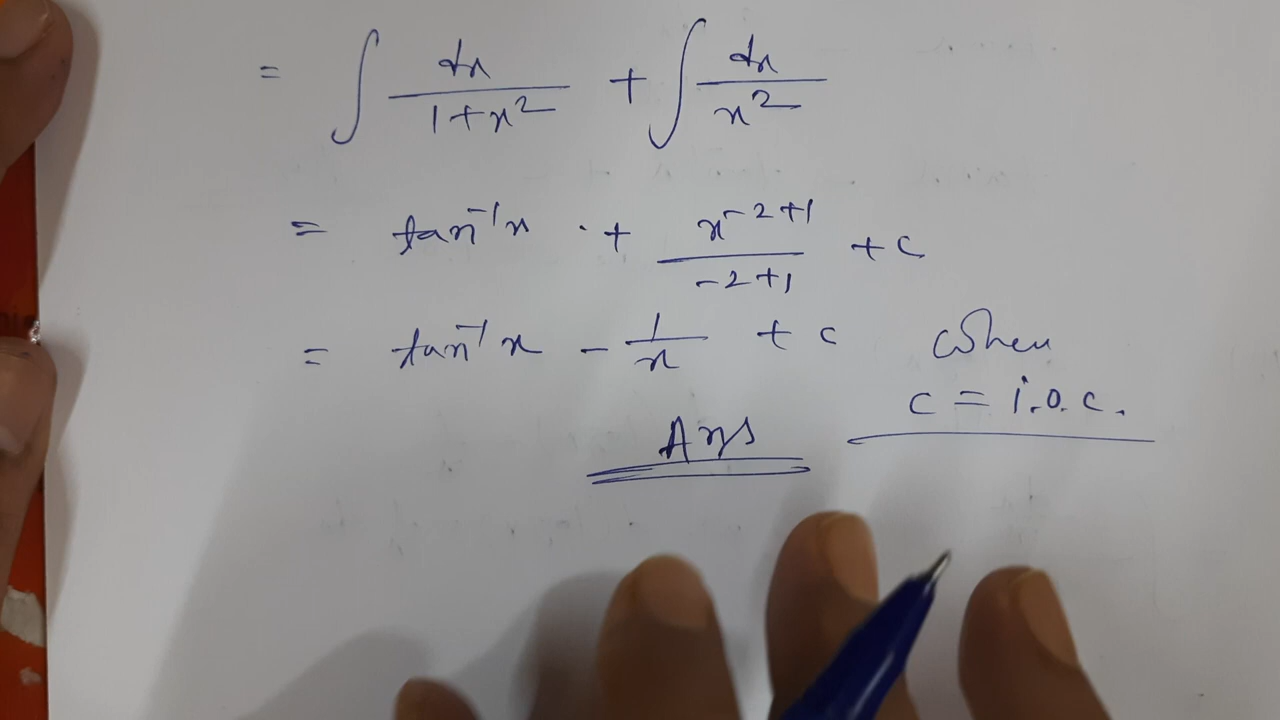 = ∫ dx/(1+x²) + ∫ dx/x²
= tan⁻¹x + x⁻²⁺¹/(-2+1) + c
= tan⁻¹x - 1/x + c when
c = i.o.c.
Ans